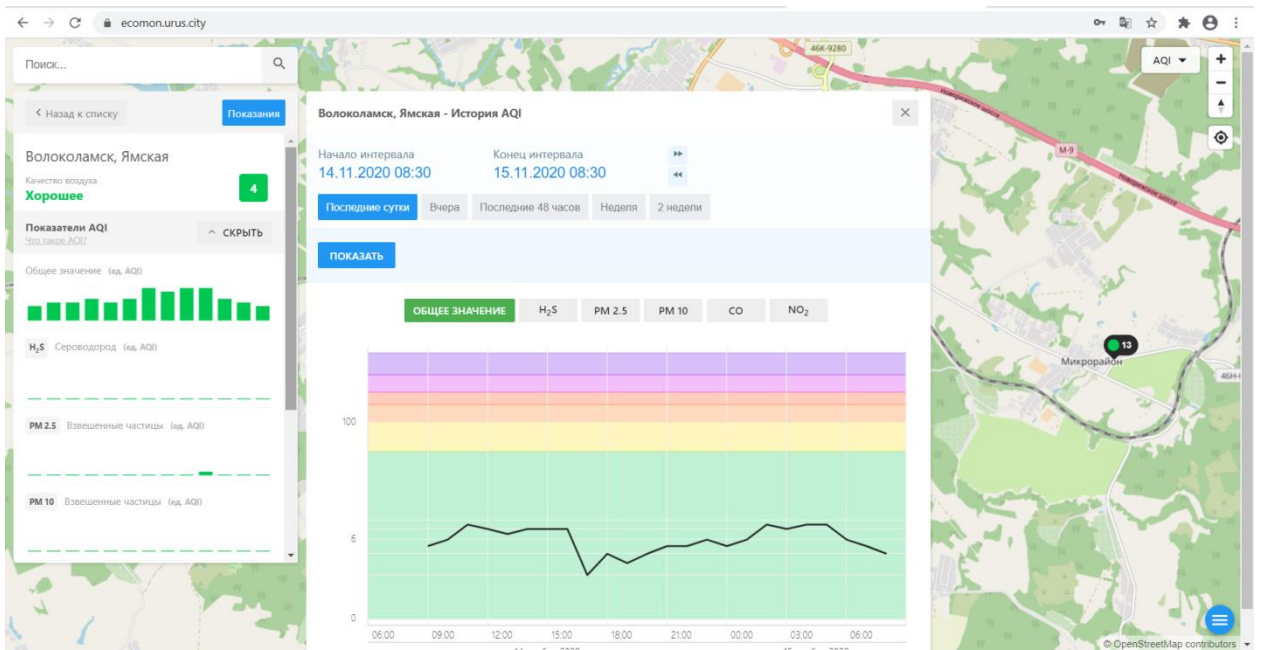 ecomon.urus.city
Поиск...
Назад к списку
Показания
Волоколамск, Ямская
Качество воздуха
Хорошее
4
Показатели AQI
Что такое AQI?
СКРЫТЬ
Общее значение (ед. AQI)
H₂S Сероводород (ед. AQI)
PM 2.5 Взвешенные частицы (ед. AQI)
PM 10 Взвешенные частицы (ед. AQI)
Волоколамск, Ямская - История AQI
Начало интервала
14.11.2020 08:30
Конец интервала
15.11.2020 08:30
Последние сутки Вчера Последние 48 часов Неделя 2 недели
ПОКАЗАТЬ
ОБЩЕЕ ЗНАЧЕНИЕ H₂S PM 2.5 PM 10 CO NO₂
100
6
0
06:00 09:00 12:00 15:00 18:00 21:00 00:00 03:00 06:00
46К-9280
AQI
Новорижское шоссе
М-9
Новорижское шоссе
13
Микрорайон
© OpenStreetMap contributors